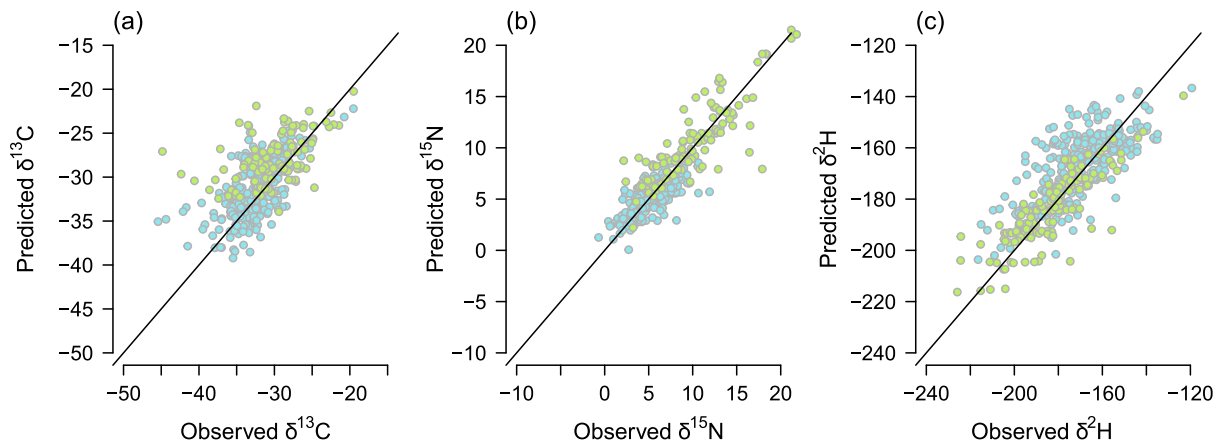 (a)
−15
−20
−25
−30
−35
−40
−45
−50
Predicted δ¹³C
−50 −40 −30 −20
Observed δ¹³C
(b)
20
15
10
5
0
−5
−10
Predicted δ¹⁵N
−10 0 5 10 15 20
Observed δ¹⁵N
(c)
−120
−140
−160
−180
−200
−220
−240
Predicted δ²H
−240 −200 −160 −120
Observed δ²H